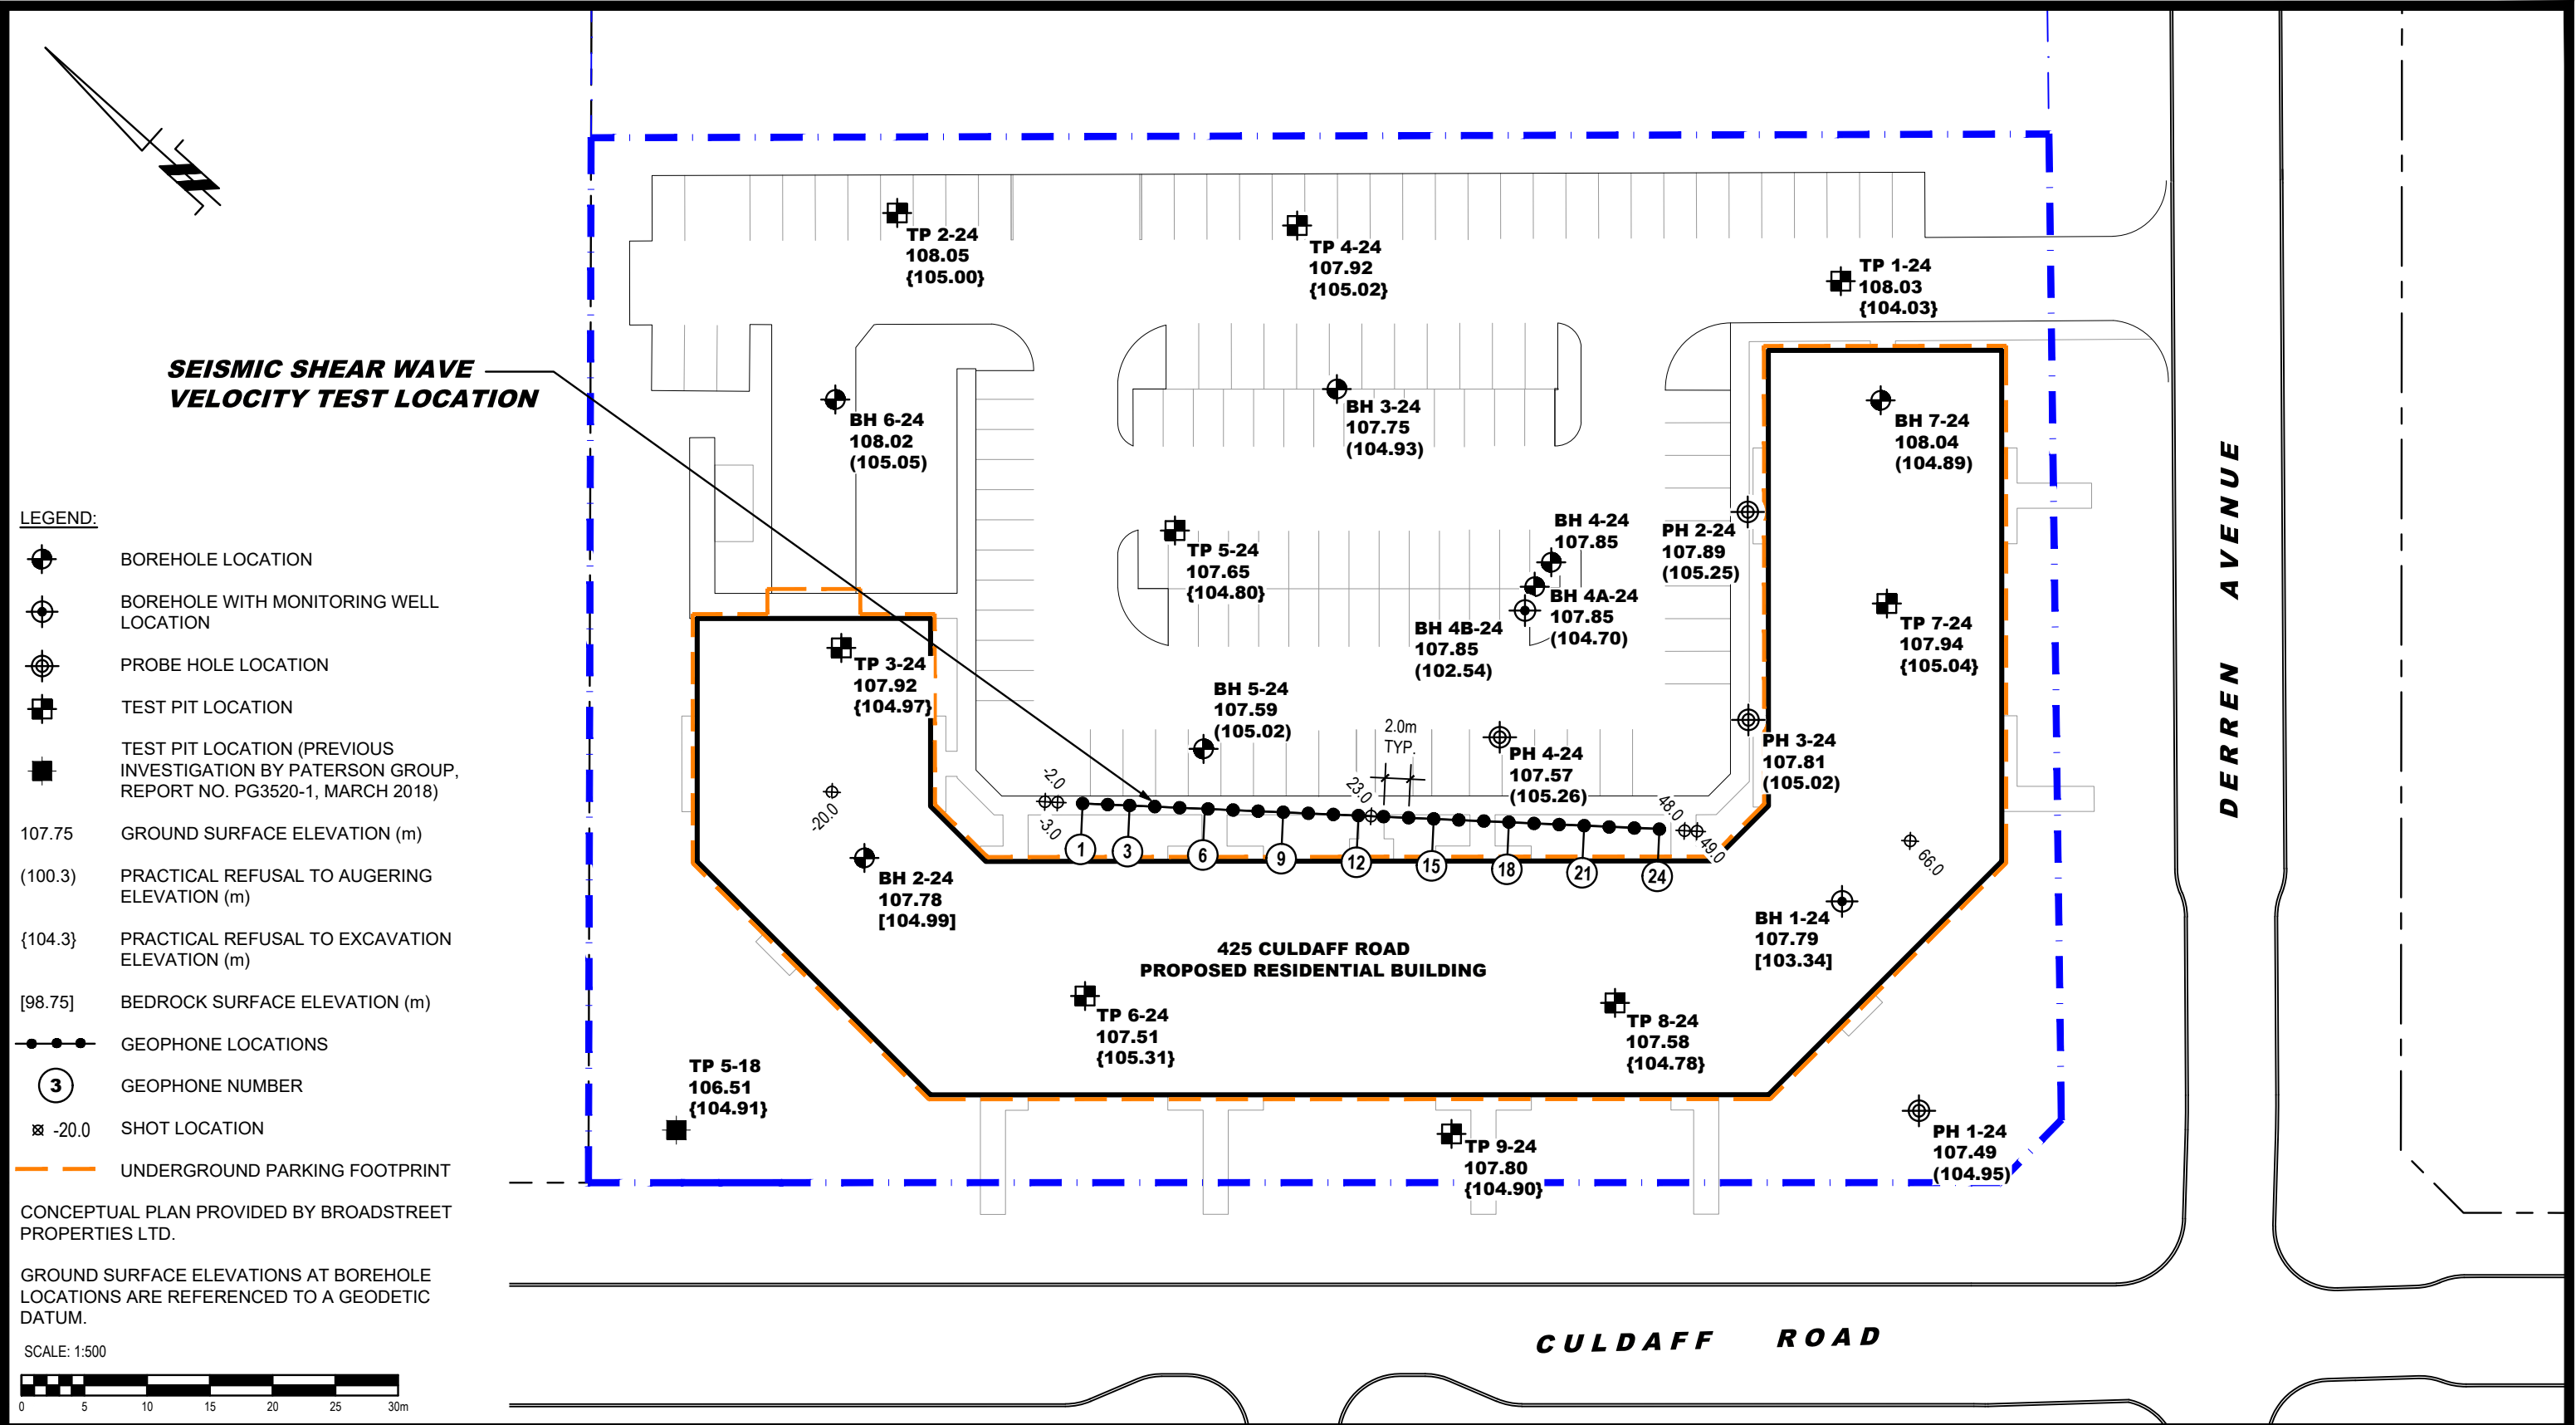 TP 2-24
108.05
{105.00}
TP 4-24
107.92
{105.02}
TP 1-24
108.03
{104.03}
SEISMIC SHEAR WAVE
VELOCITY TEST LOCATION
BH 6-24
108.02
(105.05)
BH 3-24
107.75
(104.93)
BH 7-24
108.04
(104.89)
TP 5-24
107.65
{104.80}
BH 4-24
107.85
BH 4A-24
107.85
(104.70)
BH 4B-24
107.85
(102.54)
PH 2-24
107.89
(105.25)
TP 7-24
107.94
{105.04}
TP 3-24
107.92
{104.97}
BH 5-24
107.59
(105.02)
2.0m
TYP.
PH 4-24
107.57
(105.26)
PH 3-24
107.81
(105.02)
-20.0
-2.0
-3.0
23.0
48.0
49.0
66.0
1
3
6
9
12
15
18
21
24
BH 2-24
107.78
[104.99]
BH 1-24
107.79
[103.34]
425 CULDAFF ROAD
PROPOSED RESIDENTIAL BUILDING
TP 6-24
107.51
{105.31}
TP 8-24
107.58
{104.78}
TP 5-18
106.51
{104.91}
TP 9-24
107.80
{104.90}
PH 1-24
107.49
(104.95)
DERREN AVENUE
CULDAFF ROAD
LEGEND:
BOREHOLE LOCATION
BOREHOLE WITH MONITORING WELL
LOCATION
PROBE HOLE LOCATION
TEST PIT LOCATION
TEST PIT LOCATION (PREVIOUS
INVESTIGATION BY PATERSON GROUP,
REPORT NO. PG3520-1, MARCH 2018)
107.75 GROUND SURFACE ELEVATION (m)
(100.3) PRACTICAL REFUSAL TO AUGERING
ELEVATION (m)
{104.3} PRACTICAL REFUSAL TO EXCAVATION
ELEVATION (m)
[98.75] BEDROCK SURFACE ELEVATION (m)
GEOPHONE LOCATIONS
3 GEOPHONE NUMBER
-20.0 SHOT LOCATION
UNDERGROUND PARKING FOOTPRINT
CONCEPTUAL PLAN PROVIDED BY BROADSTREET
PROPERTIES LTD.
GROUND SURFACE ELEVATIONS AT BOREHOLE
LOCATIONS ARE REFERENCED TO A GEODETIC
DATUM.
SCALE: 1:500
0 5 10 15 20 25 30m